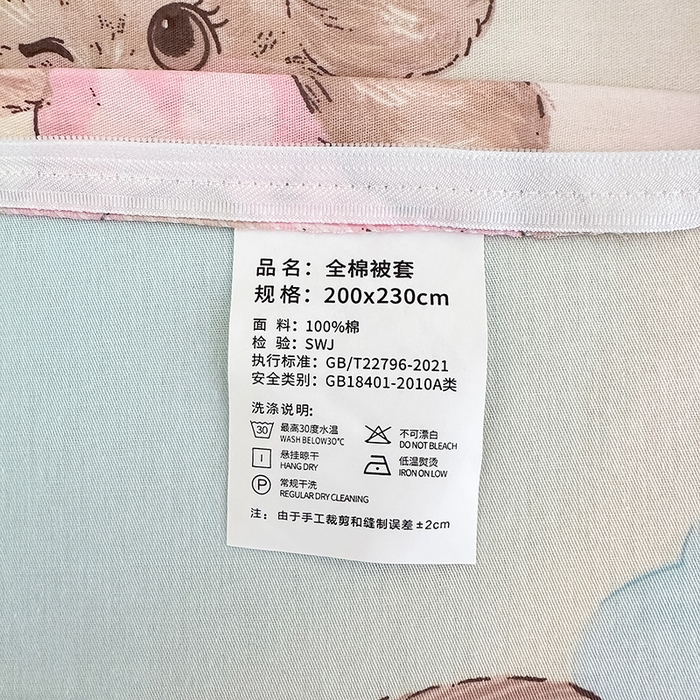 品 名： 全棉被套
规 格： 200x230cm
面 料： 100%棉
检 验： SWJ
执行标准： GB/T22796-2021
安全类别： GB18401-2010A类
洗涤说明：
30 最高30度水温 不可漂白
WASH BELOW30℃ DO NOT BLEACH
悬挂晾干 低温熨烫
HANG DRY IRON ON LOW
P 常规干洗
REGULAR DRY CLEANING
注： 由于手工裁剪和缝制误差±2cm